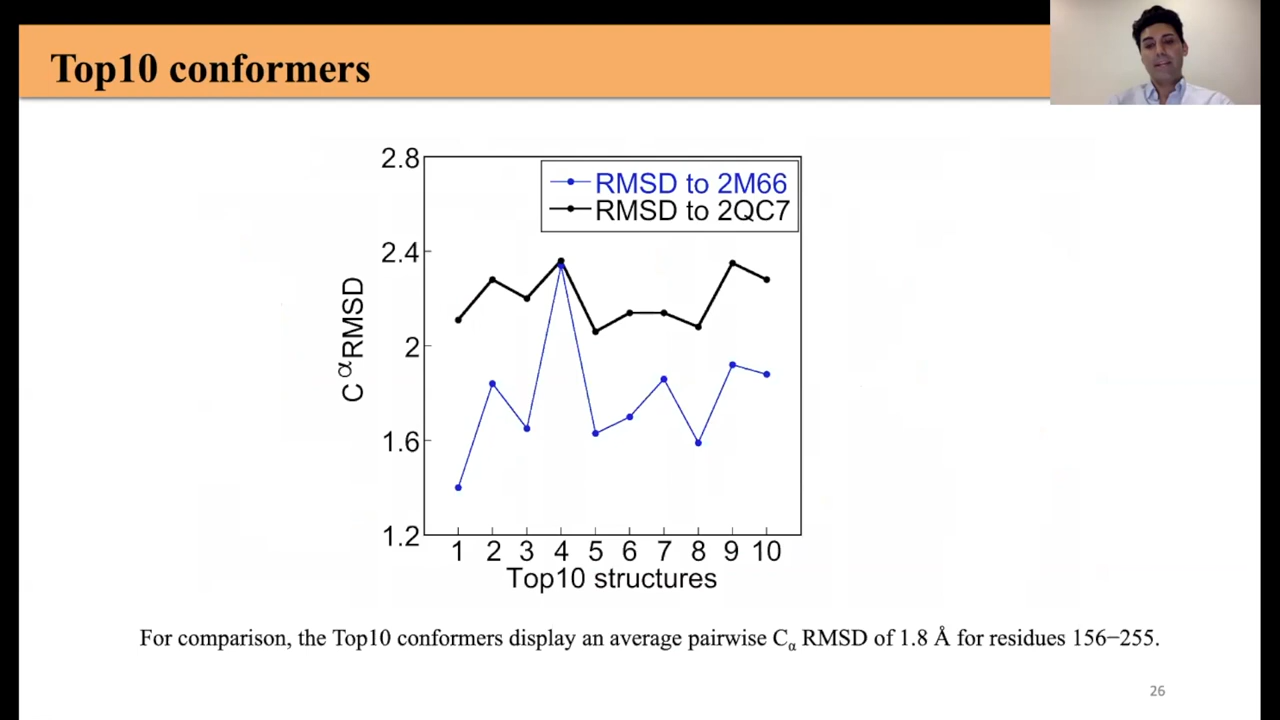 Top10 conformers
2.8
RMSD to 2M66
RMSD to 2QC7
2.4
2
1.6
1.2
CαRMSD
1 2 3 4 5 6 7 8 9 10
Top10 structures
For comparison, the Top10 conformers display an average pairwise Cα RMSD of 1.8 Å for residues 156−255.
26